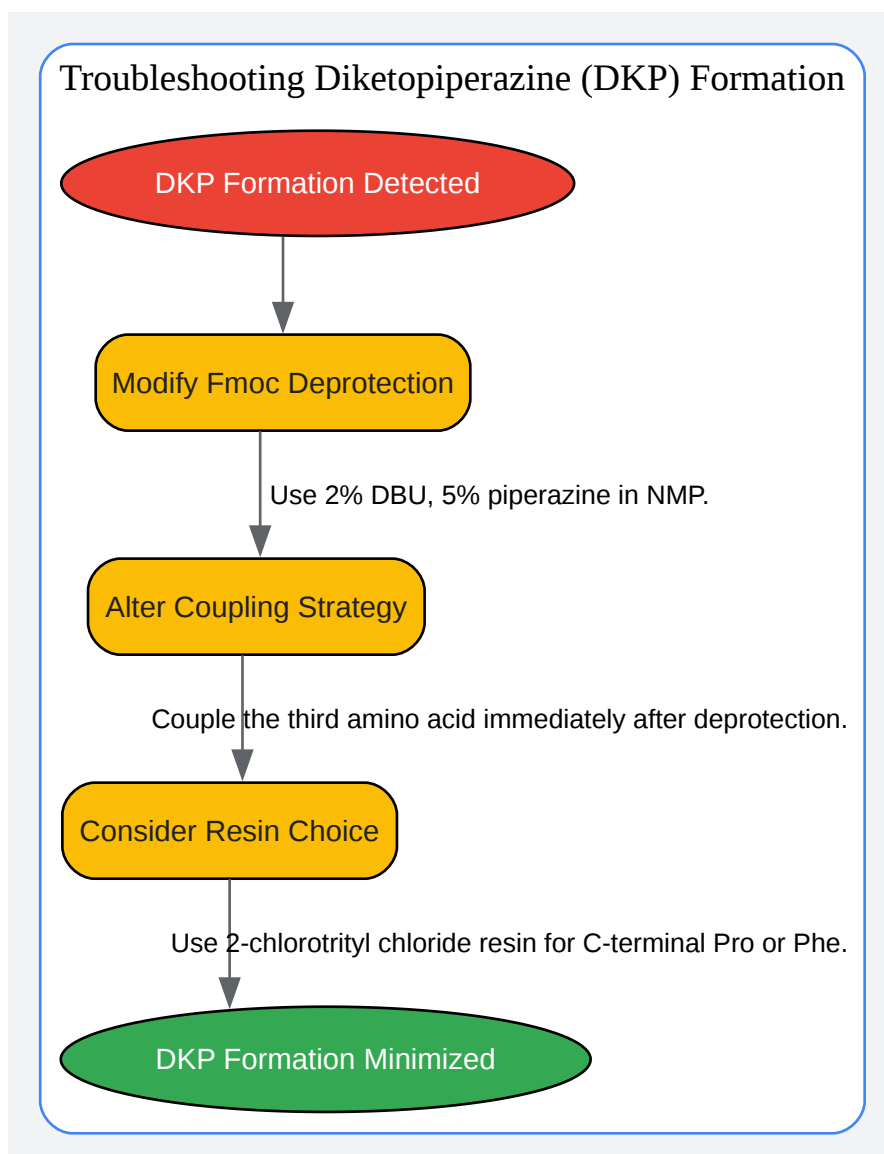 Troubleshooting Diketopiperazine (DKP) Formation
DKP Formation Detected
Modify Fmoc Deprotection
Use 2% DBU, 5% piperazine in NMP.
Alter Coupling Strategy
Couple the third amino acid immediately after deprotection.
Consider Resin Choice
Use 2-chlorotrityl chloride resin for C-terminal Pro or Phe.
DKP Formation Minimized